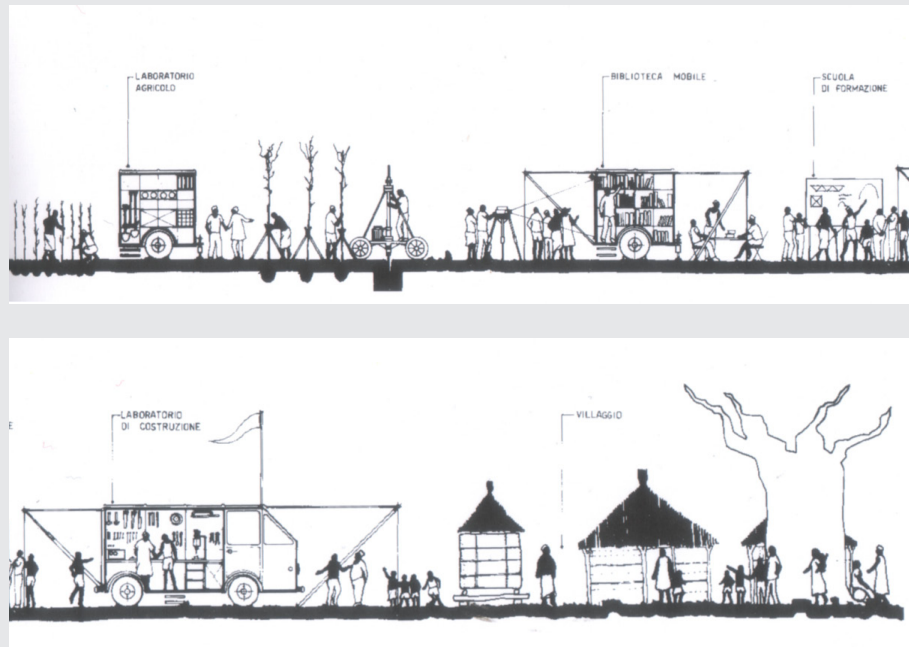 LABORATORIO
AGRICOLO
BIBLIOTECA MOBILE
SCUOLA
DI FORMAZIONE
E
LABORATORIO
DI COSTRUZIONE
VILLAGGIO